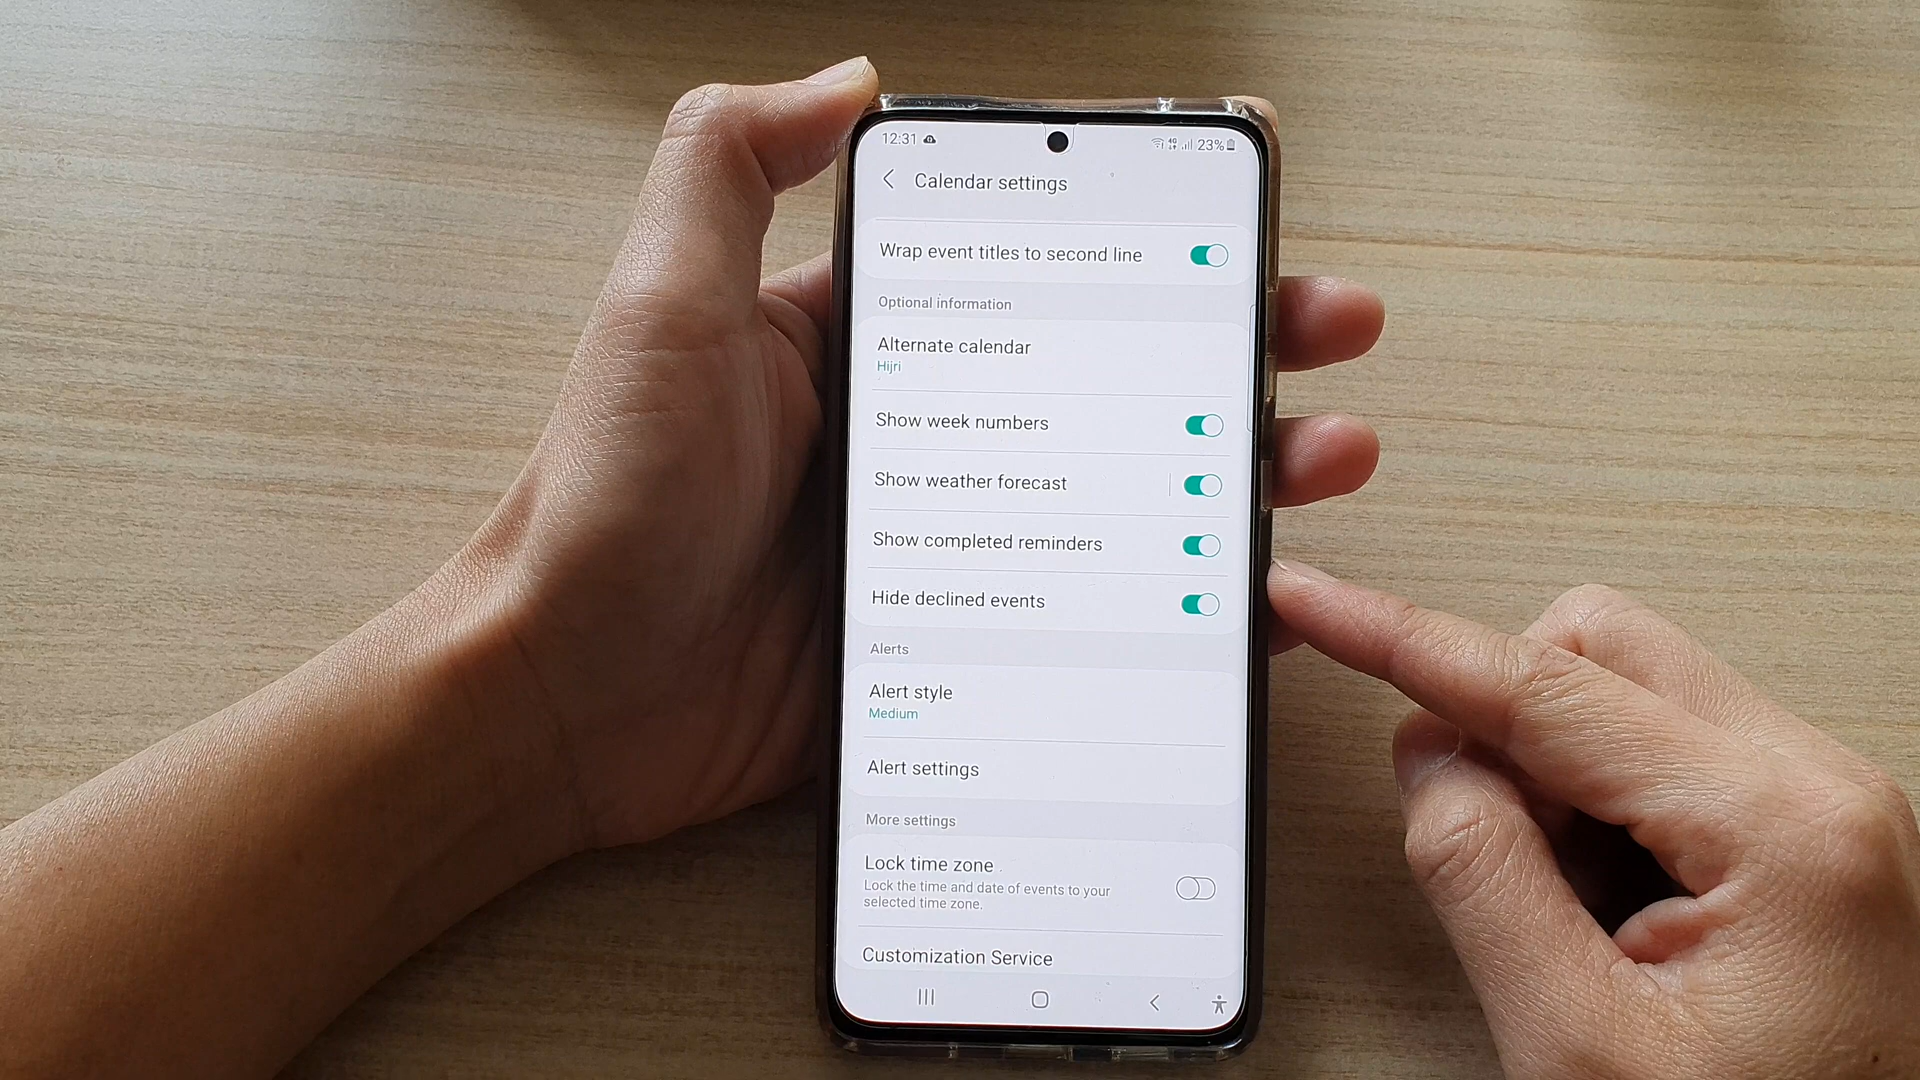 12:31
4G 23%
Calendar settings
Wrap event titles to second line
Optional information
Alternate calendar
Hijri
Show week numbers
Show weather forecast
Show completed reminders
Hide declined events
Alerts
Alert style
Medium
Alert settings
More settings
Lock time zone
Lock the time and date of events to your
selected time zone.
Customization Service